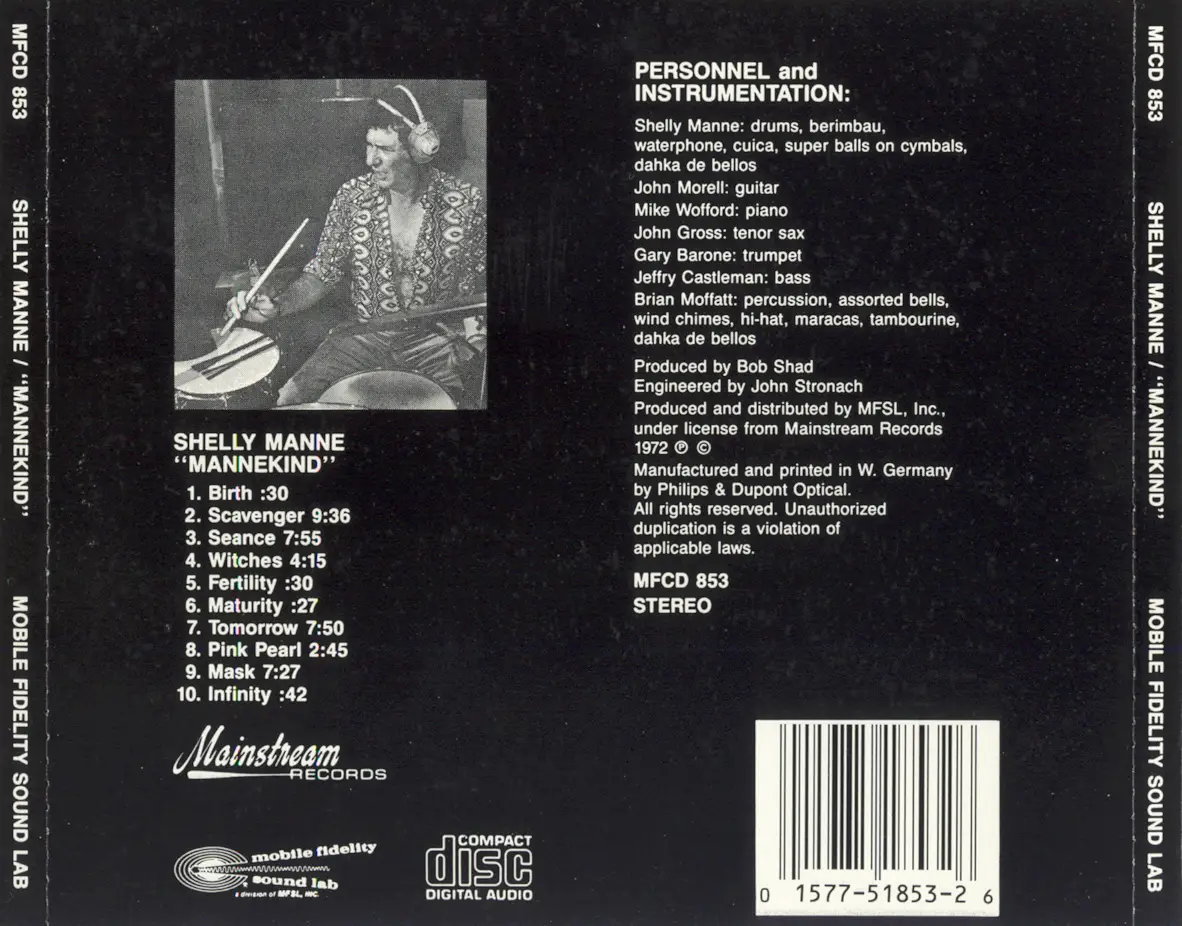 MFCD 853
SHELLY MANNE / "MANNEKIND"
MOBILE FIDELITY SOUND LAB
SHELLY MANNE
"MANNEKIND"
1. Birth :30
2. Scavenger 9:36
3. Seance 7:55
4. Witches 4:15
5. Fertility :30
6. Maturity :27
7. Tomorrow 7:50
8. Pink Pearl 2:45
9. Mask 7:27
10. Infinity :42
Mainstream
RECORDS
mobile fidelity
sound lab
a division of MFSL, INC.
COMPACT
disc
DIGITAL AUDIO
PERSONNEL and
INSTRUMENTATION:
Shelly Manne: drums, berimbau,
waterphone, cuica, super balls on cymbals,
dahka de bellos
John Morell: guitar
Mike Wofford: piano
John Gross: tenor sax
Gary Barone: trumpet
Jeffry Castleman: bass
Brian Moffatt: percussion, assorted bells,
wind chimes, hi-hat, maracas, tambourine,
dahka de bellos
Produced by Bob Shad
Engineered by John Stronach
Produced and distributed by MFSL, Inc.,
under license from Mainstream Records
1972 ℗ ©
Manufactured and printed in W. Germany
by Philips & Dupont Optical.
All rights reserved. Unauthorized
duplication is a violation of
applicable laws.
MFCD 853
STEREO
0 1577-51853-2 6
MFCD 853
SHELLY MANNE / "MANNEKIND"
MOBILE FIDELITY SOUND LAB